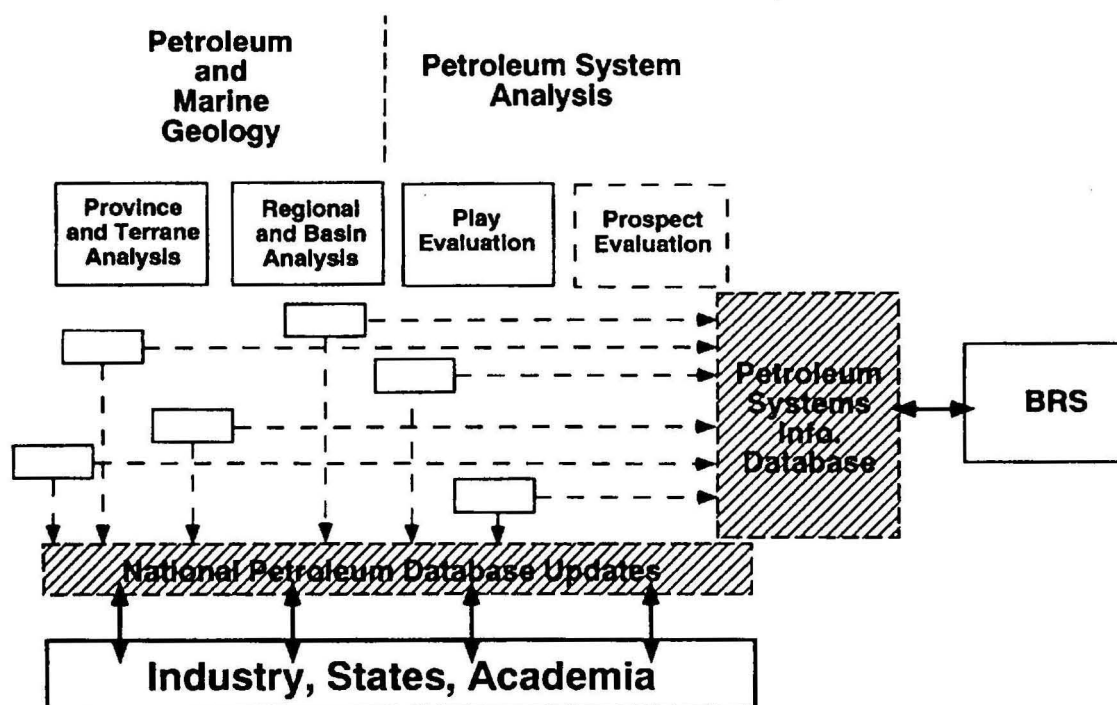 Petroleum
and
Marine
Geology
Petroleum System
Analysis
Province
and Terrane
Analysis
Regional
and Basin
Analysis
Play
Evaluation
Prospect
Evaluation
Petroleum
Systems
Info.
Database
BRS
National Petroleum Database Updates
Industry, States, Academia